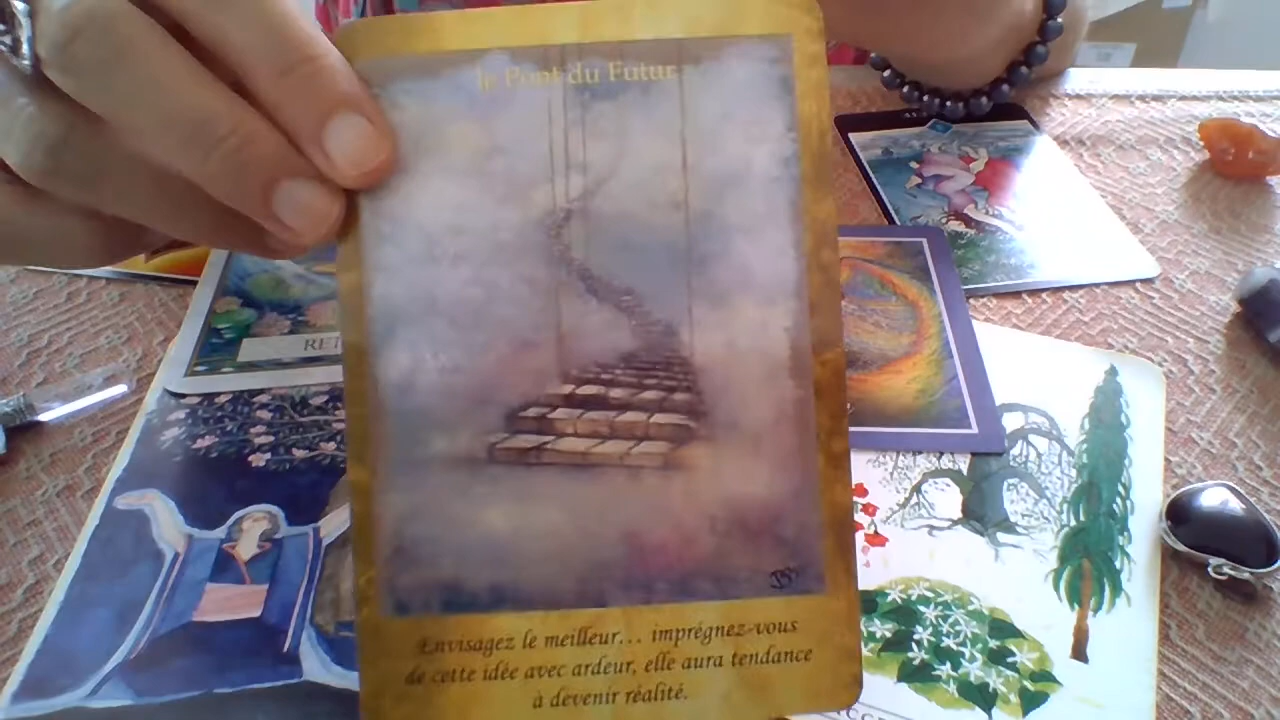 le Pont du Futur
Envisagez le meilleur... imprégnez-vous
de cette idée avec ardeur, elle aura tendance
à devenir réalité.